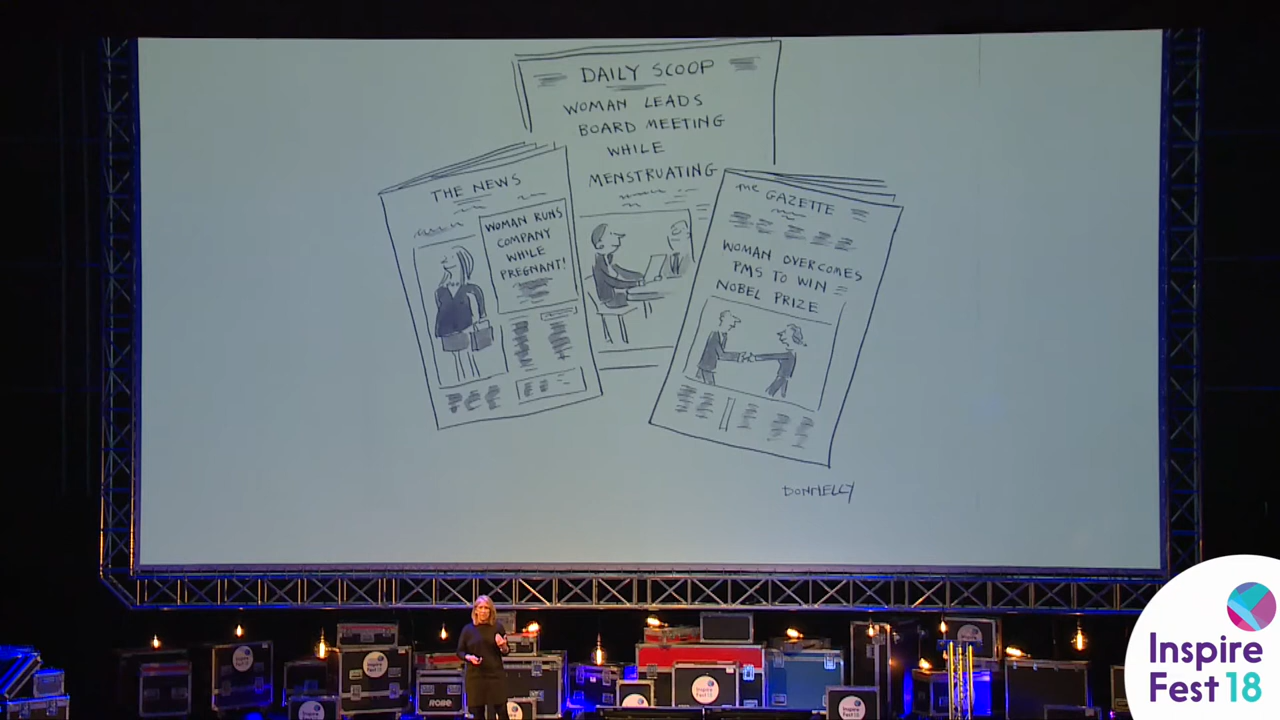 DAILY SCOOP
WOMAN LEADS
BOARD MEETING
WHILE
MENSTRUATING
THE NEWS
WOMAN RUNS
COMPANY
WHILE
PREGNANT!
the GAZETTE
WOMAN OVERCOMES
PMS TO WIN
NOBEL PRIZE
DONNELLY
ROBE
Inspire
Fest 18